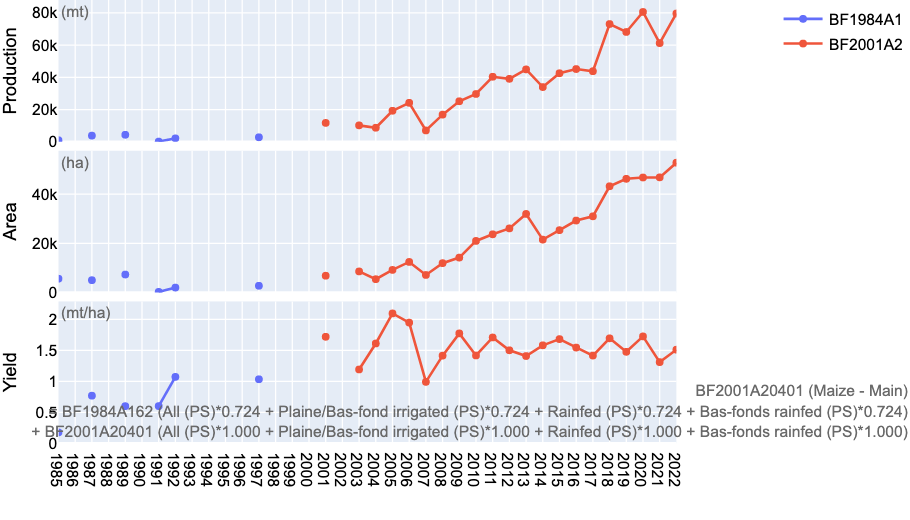 (mt)
Production
80k
60k
40k
20k
0
BF1984A1
BF2001A2
(ha)
Area
40k
20k
0
(mt/ha)
Yield
2
1.5
1
0.5
0
BF2001A20401 (Maize - Main)
= BF1984A162 (All (PS)*0.724 + Plaine/Bas-fond irrigated (PS)*0.724 + Rainfed (PS)*0.724 + Bas-fonds rainfed (PS)*0.724)
+ BF2001A20401 (All (PS)*1.000 + Plaine/Bas-fond irrigated (PS)*1.000 + Rainfed (PS)*1.000 + Bas-fonds rainfed (PS)*1.000)
1985 1986 1987 1988 1989 1990 1991 1992 1993 1994 1995 1996 1997 1998 1999 2000 2001 2002 2003 2004 2005 2006 2007 2008 2009 2010 2011 2012 2013 2014 2015 2016 2017 2018 2019 2020 2021 2022